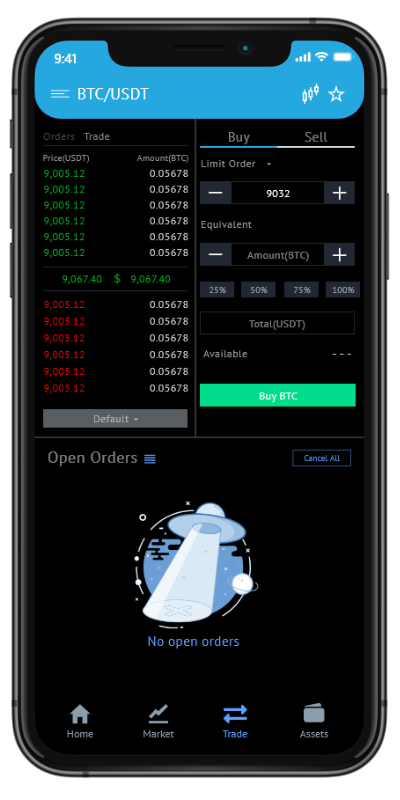 9:41
BTC/USDT
Orders Trade
Price(USDT) Amount(BTC)
9,005.12 0.05678
9,005.12 0.05678
9,005.12 0.05678
9,005.12 0.05678
9,005.12 0.05678
9,067.40 $ 9,067.40
9,005.12 0.05678
9,005.12 0.05678
9,005.12 0.05678
9,005.12 0.05678
9,005.12 0.05678
9,005.12 0.05678
Default
Buy Sell
Limit Order
— 9032 +
Equivalent
— Amount(BTC) +
25% 50% 75% 100%
Total(USDT)
Available ---
Buy BTC
Open Orders
Cancel All
No open orders
Home Market Trade Assets